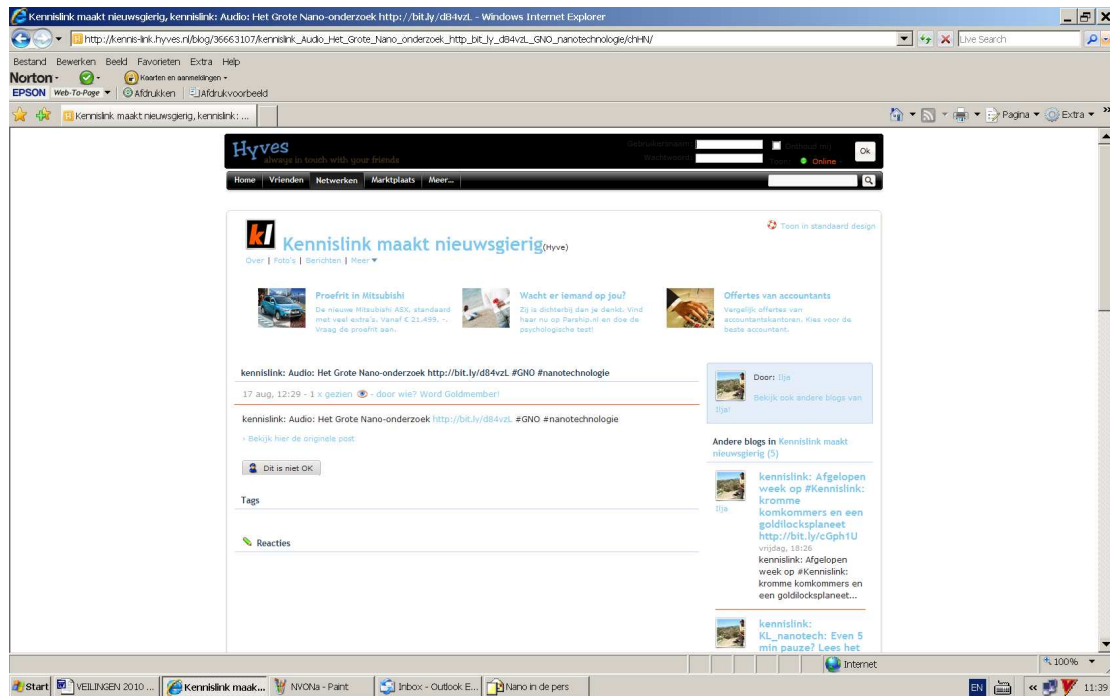 Kennislink maakt nieuwsgierig, kennislink: Audio: Het Grote Nano-onderzoek http://bit.ly/d84vzL - Windows Internet Explorer
http://kennis-link.hyves.nl/blog/36663107/kennislink_Audio_Het_Grote_Nano_onderzoek_http_bit_ly_d84vzL_GNO_nanotechnologie/chHN/
Live Search
Bestand Bewerken Beeld Favorieten Extra Help
Norton
Kaarten en aanmeldingen
EPSON Web-To-Page Afdrukken Afdrukvoorbeeld
Kennislink maakt nieuwsgierig, kennislink: ...
Pagina Extra
Hyves
always in touch with your friends
Gebruikersnaam:
Wachtwoord:
Onthoud mij
Toon: Online
Ok
Home Vrienden Netwerken Marktplaats Meer...
Toon in standaard design
kl
Kennislink maakt nieuwsgierig(Hyve)
Over | Foto's | Berichten | Meer
Proefrit in Mitsubishi
De nieuwe Mitsubishi ASX, standaard
met veel extra's. Vanaf € 21.499. -.
Vraag de proefrit aan.
Wacht er iemand op jou?
Zij is dichterbij dan je denkt. Vind
haar nu op Parship.nl en doe de
psychologische test!
Offertes van accountants
Vergelijk offertes van
accountantskantoren. Kies voor de
beste accountant.
kennislink: Audio: Het Grote Nano-onderzoek http://bit.ly/d84vzL #GNO #nanotechnologie
17 aug, 12:29 - 1 x gezien - door wie? Word Goldmember!
kennislink: Audio: Het Grote Nano-onderzoek http://bit.ly/d84vzL #GNO #nanotechnologie
› Bekijk hier de originele post
Dit is niet OK
Tags
Reacties
Door: Ilja
Bekijk ook andere blogs van
Ilja!
Andere blogs in Kennislink maakt
nieuwsgierig (5)
Ilja
kennislink: Afgelopen
week op #Kennislink:
kromme
komkommers en een
goldilocksplaneet
http://bit.ly/cGph1U
vrijdag, 18:26
kennislink: Afgelopen
week op #Kennislink:
kromme komkommers en
een goldilocksplaneet...
kennislink:
KL_nanotech: Even 5
min pauze? Lees het
Internet
100%
Start
VEILINGEN 2010 ...
Kennislink maak...
NVONa - Paint
Inbox - Outlook E...
Nano in de pers
EN
11:39